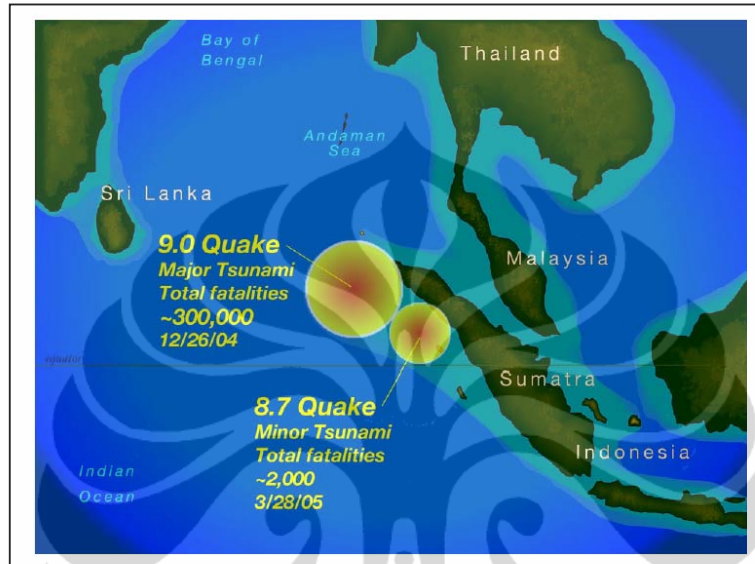 Bay of
Bengal
Thailand
Andaman
Sea
Sri Lanka
9.0 Quake
Major Tsunami
Total fatalities
~300,000
12/26/04
Malaysia
equator
Sumatra
8.7 Quake
Minor Tsunami
Total fatalities
~2,000
3/28/05
Indonesia
Indian
Ocean